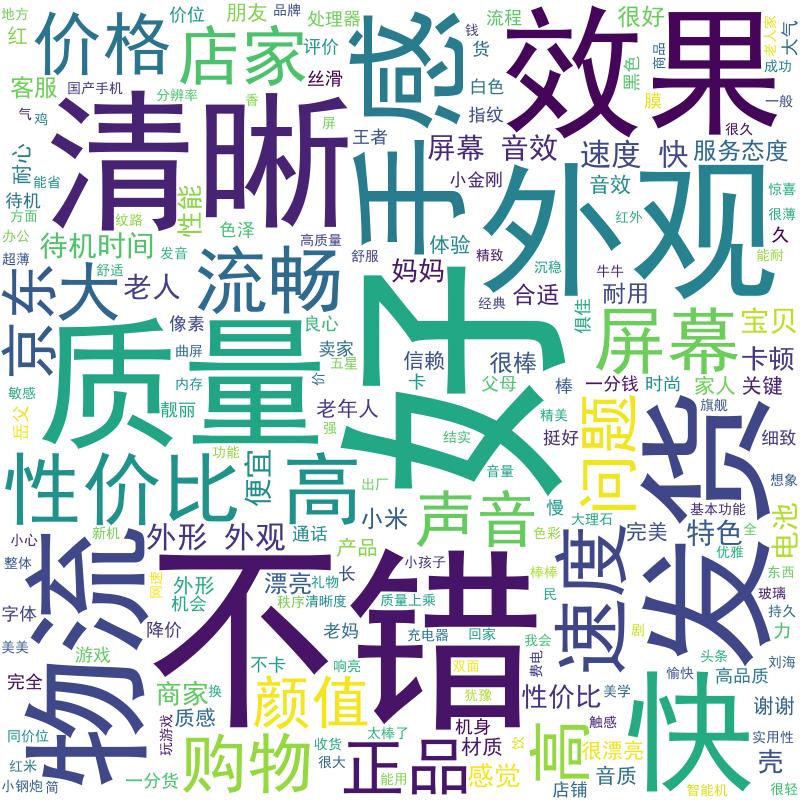 地方
红
价位
朋友
品牌
处理器
流程
很好
老人家
大气
价格
店家
手感
效果
钱
货
评价
白色
黑色
膜
商品
成功
一般
客服
国产手机
丝滑
分辨率
香
气
鸡
屏
王者
指纹
很久
清晰
耐心
能省
屏幕
音效
速度
快
服务态度
待机
性能
纹路
小金刚
音效
外观
惊喜
方面
色泽
高质量
红外
很薄
久
办公
待机时间
发音
舒服
体验
精致
沉稳
能耐
超薄
舒适
京东
大
老人
流畅
妈妈
经典
合适
牛牛
耐用
好
质量
像素
良心
俱佳
屏幕
宝贝
曲屏
卖家
信赖
很棒
卡顿
内存
价
五星
卡
父母
棒
一分钱
时尚
家人
关键
敏感
岳父
靓丽
老年人
精美
旗舰
强
结实
挺好
问题
发货
细致
功能
性价比
便宜
高
音量
想象
出厂
声音
慢
基本功能
新机
小米
大理石
完美
特色
全
电池
小心
外形
外观
通话
色彩
优雅
整体
产品
小孩子
速度
东西
物流
网速
外形
漂亮
礼物
长
不错
棒棒
玻璃
机会
秩序
清晰度
质量上乘
民
持久
字体
降价
老妈
充电器
回家
我会
剧
力
美美
游戏
不卡
响亮
双面
费电
头条
刘海
愉快
完全
商家
换
颜值
犹豫
性价比
美学
高品质
快
谢谢
质感
机身
触感
同价位
玩游戏
太棒了
材质
很漂亮
实用性
红米
购物
收货
正品
高
壳
小钢炮
简
一分货
很大
能用
感觉
仗
音质
店铺
智能机
很轻